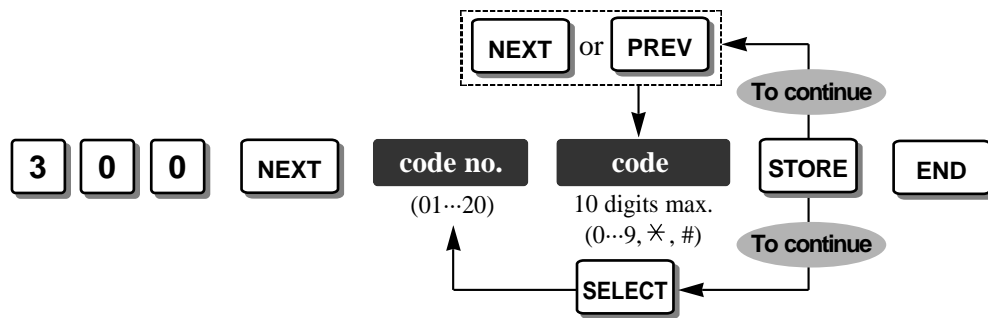 NEXT or PREV
To continue
3 0 0 NEXT code no. code STORE END
(01···20) 10 digits max.
(0···9, ✕, #)
To continue
SELECT